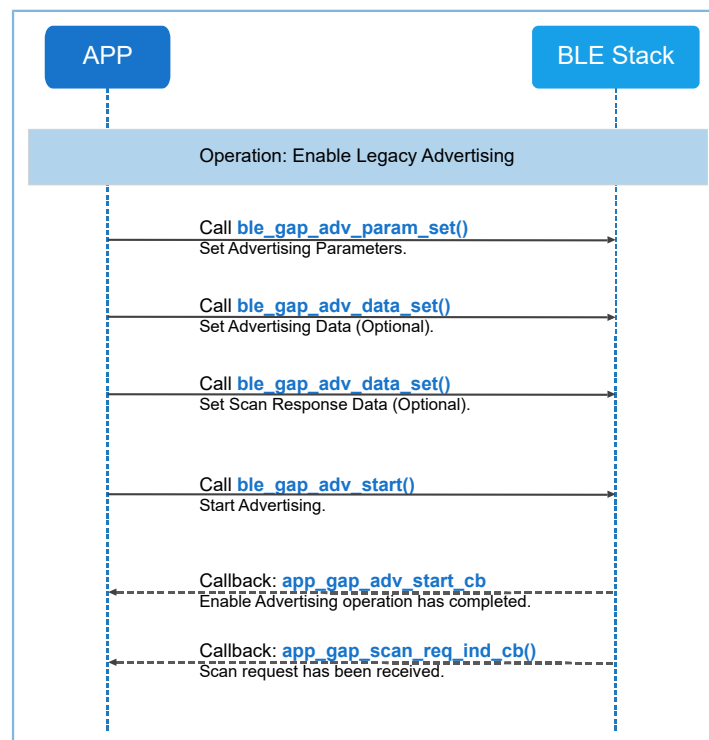 APP
BLE Stack
Operation: Enable Legacy Advertising
Call ble_gap_adv_param_set()
Set Advertising Parameters.
Call ble_gap_adv_data_set()
Set Advertising Data (Optional).
Call ble_gap_adv_data_set()
Set Scan Response Data (Optional).
Call ble_gap_adv_start()
Start Advertising.
Callback: app_gap_adv_start_cb
Enable Advertising operation has completed.
Callback: app_gap_scan_req_ind_cb()
Scan request has been received.